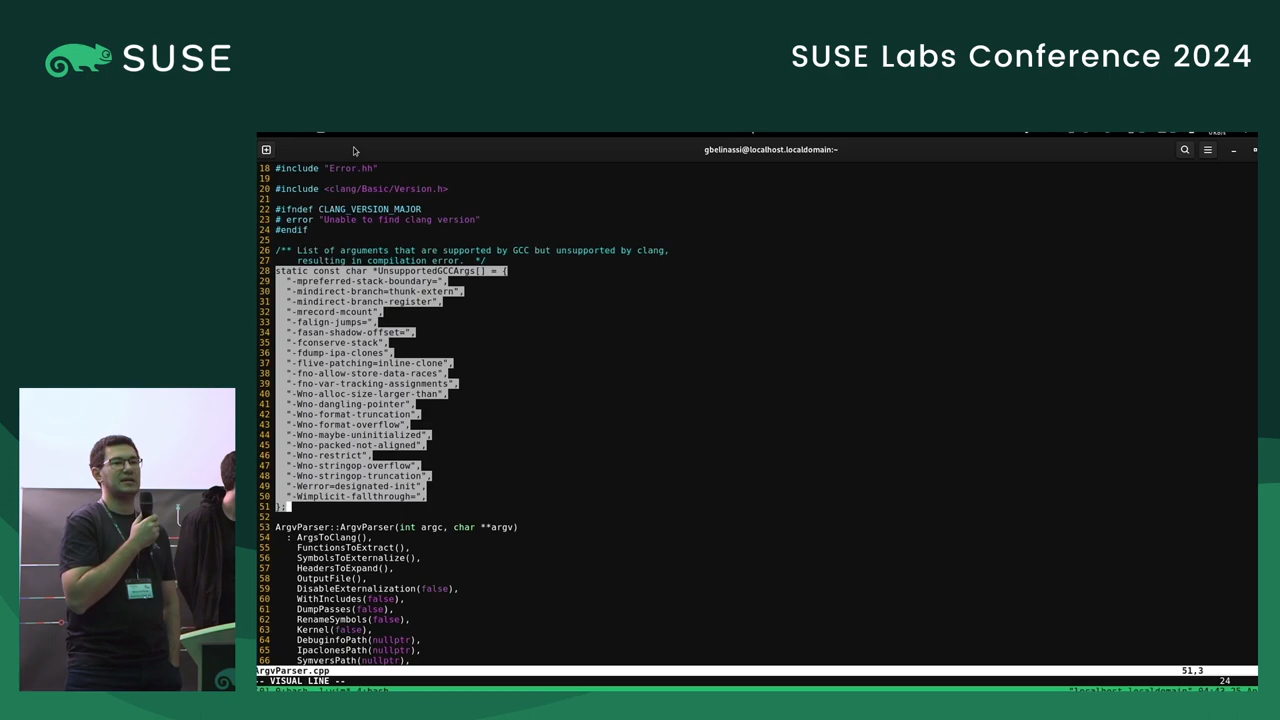 SUSE
SUSE Labs Conference 2024
gbelinassi@localhost.localdomain:~
18 #include "Error.hh"
19
20 #include <clang/Basic/Version.h>
21
22 #ifndef CLANG_VERSION_MAJOR
23 # error "Unable to find clang version"
24 #endif
25
26 /** List of arguments that are supported by GCC but unsupported by clang,
27     resulting in compilation error.  */
28 static const char *UnsupportedGCCArgs[] = {
29   "-mpreferred-stack-boundary=",
30   "-mindirect-branch=thunk-extern",
31   "-mindirect-branch-register",
32   "-mrecord-mcount",
33   "-falign-jumps=",
34   "-fasan-shadow-offset=",
35   "-fconserve-stack",
36   "-fdump-ipa-clones",
37   "-flive-patching=inline-clone",
38   "-fno-allow-store-data-races",
39   "-fno-var-tracking-assignments",
40   "-Wno-alloc-size-larger-than",
41   "-Wno-dangling-pointer",
42   "-Wno-format-truncation",
43   "-Wno-format-overflow",
44   "-Wno-maybe-uninitialized",
45   "-Wno-packed-not-aligned",
46   "-Wno-restrict",
47   "-Wno-stringop-overflow",
48   "-Wno-stringop-truncation",
49   "-Werror=designated-init",
50   "-Wimplicit-fallthrough=",
51 };
52
53 ArgvParser::ArgvParser(int argc, char **argv)
54   : ArgsToClang(),
55     FunctionsToExtract(),
56     SymbolsToExternalize(),
57     HeadersToExpand(),
58     OutputFile(),
59     DisableExternalization(false),
60     WithIncludes(false),
61     DumpPasses(false),
62     RenameSymbols(false),
63     Kernel(false),
64     DebuginfoPath(nullptr),
65     IpaclonesPath(nullptr),
66     SymversPath(nullptr),
ArgvParser.cpp 51,3
-- VISUAL LINE -- 24